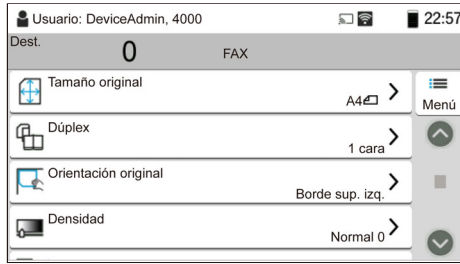 Usuario: DeviceAdmin, 4000 22:57
Dest. 0 FAX
Tamaño original
A4
Menú
Dúplex
1 cara
Orientación original
Borde sup. izq.
Densidad
Normal 0